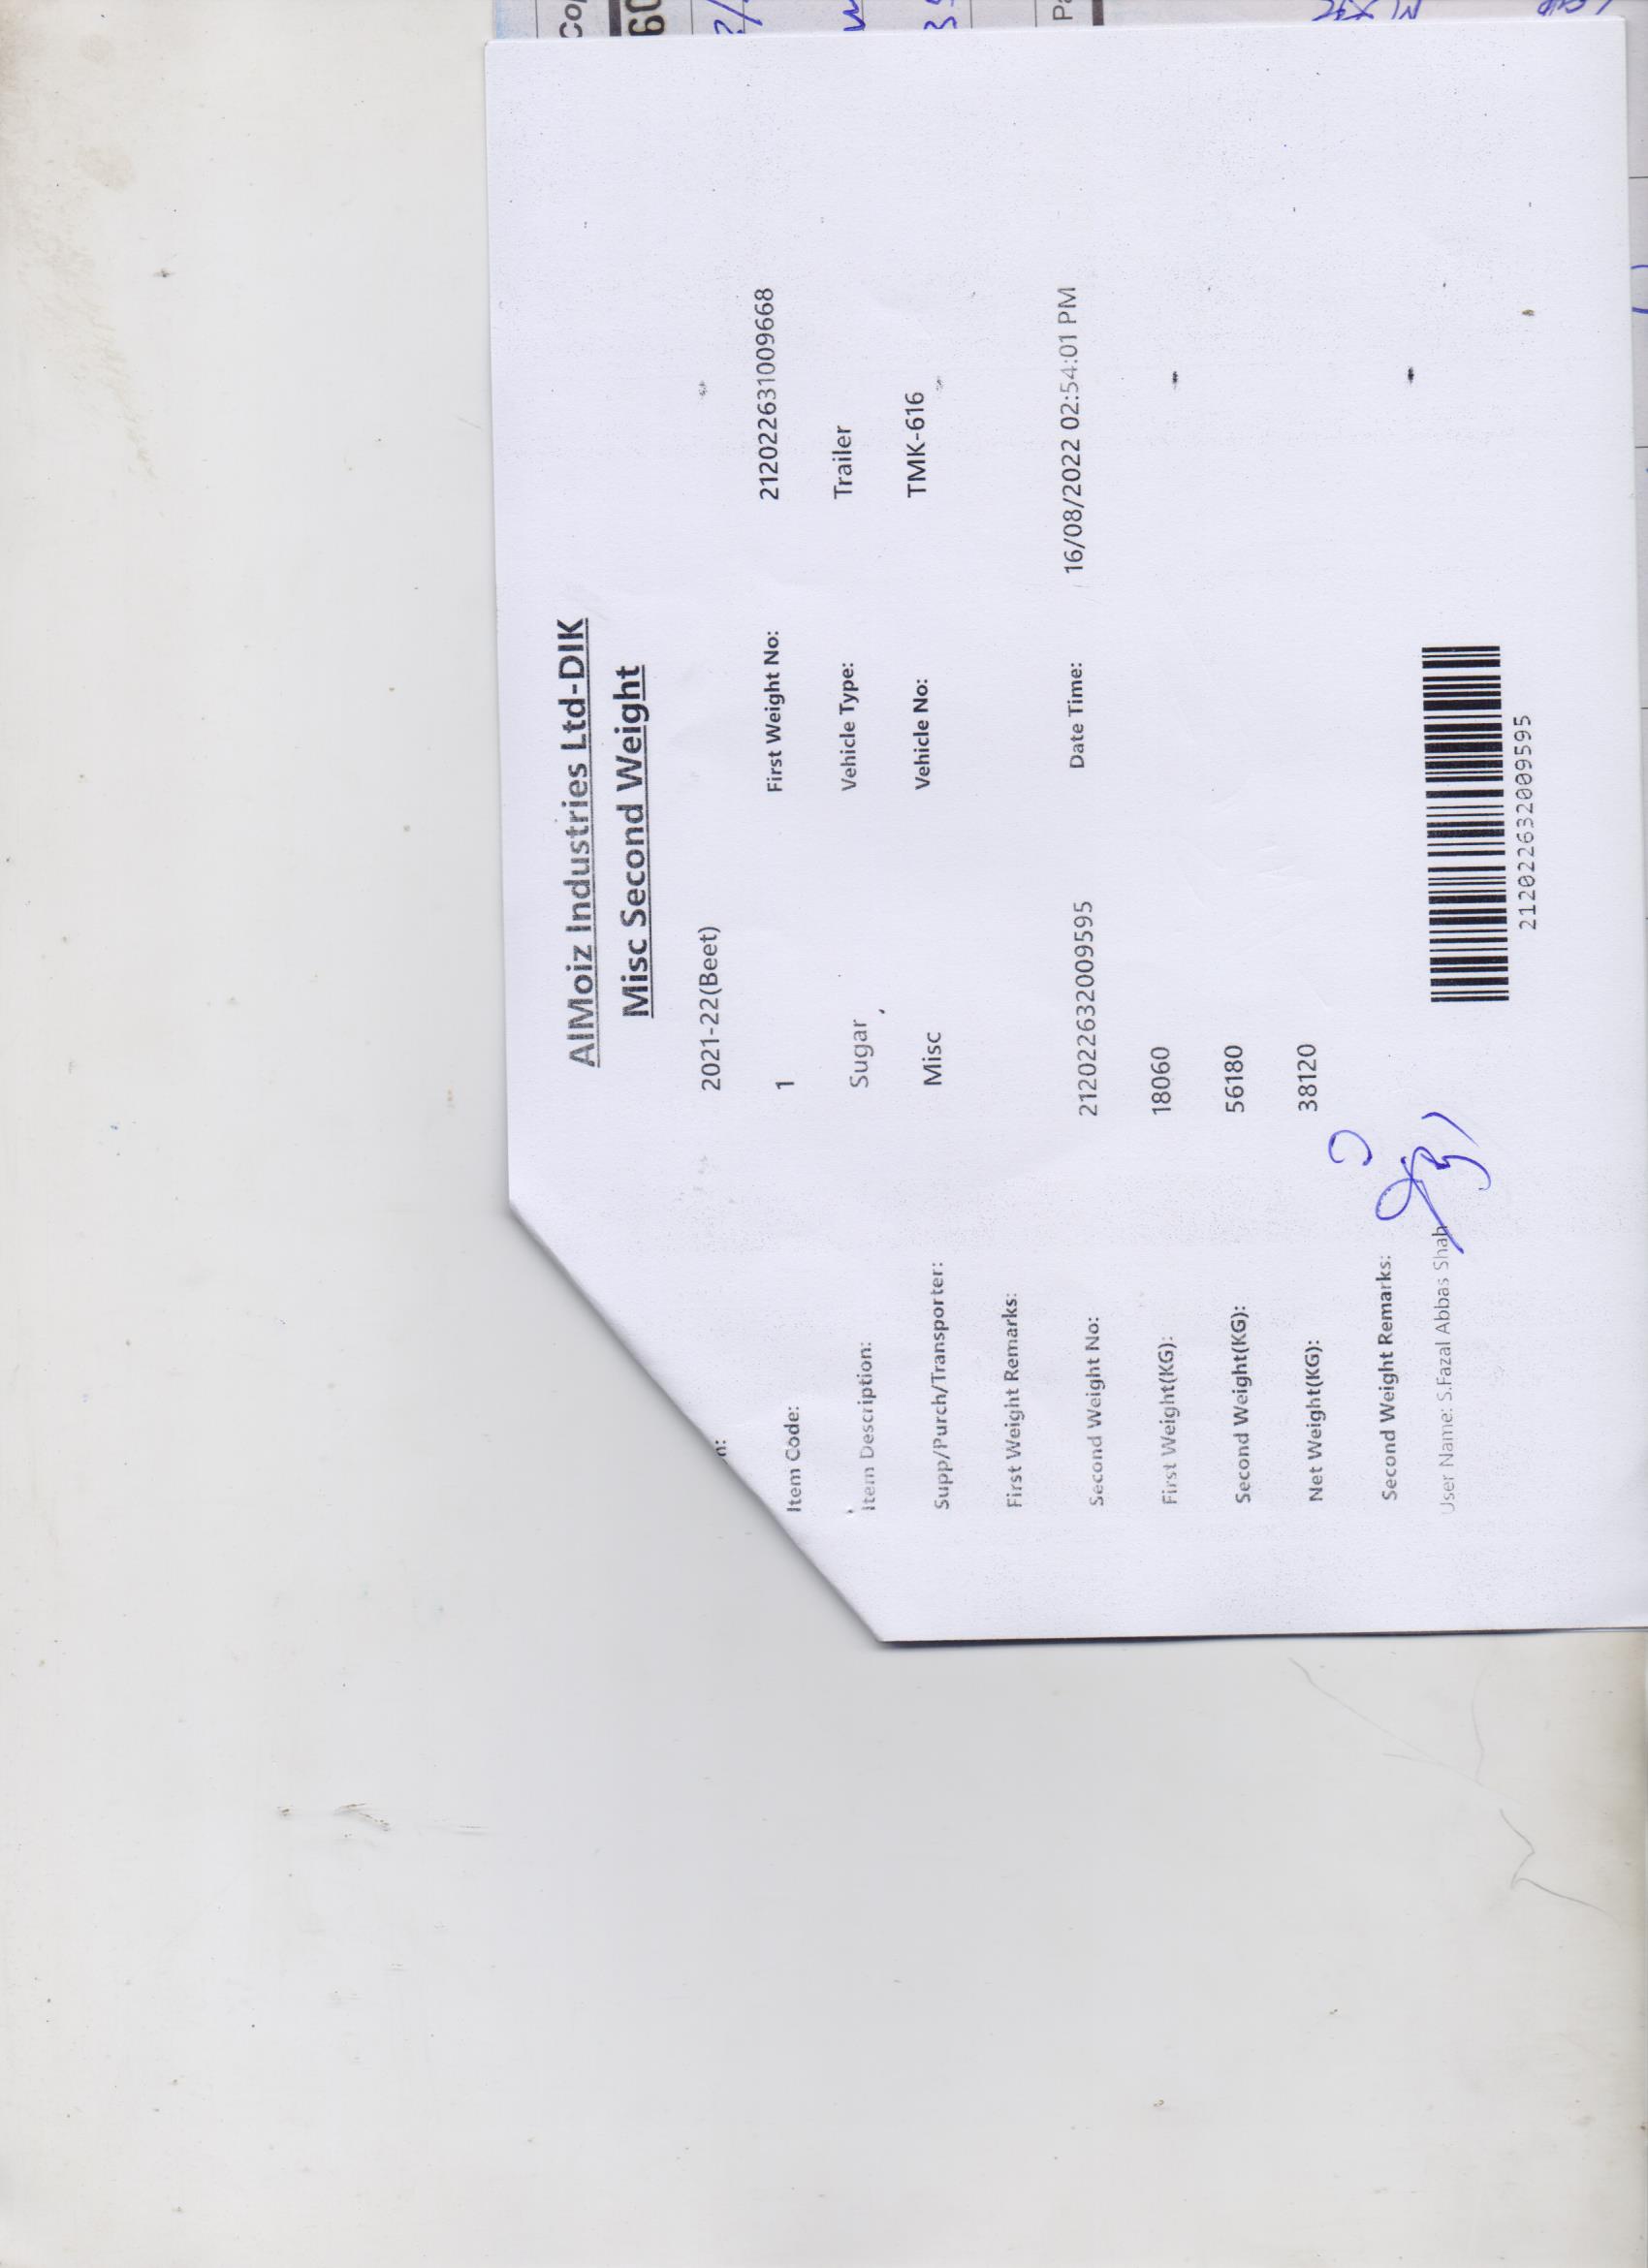 AlMoiz Industries Ltd-DIK
Misc Second Weight
n: 2021-22(Beet)
Item Code: 1 First Weight No: 212022631009668
Item Description: Sugar Vehicle Type: Trailer
Supp/Purch/Transporter: Misc Vehicle No: TMK-616
First Weight Remarks:
Second Weight No: 212022632009595 Date Time: 16/08/2022 02:54:01 PM
First Weight(KG): 18060
Second Weight(KG): 56180
Net Weight(KG): 38120
Second Weight Remarks:
User Name: S.Fazal Abbas Shah
212022632009595